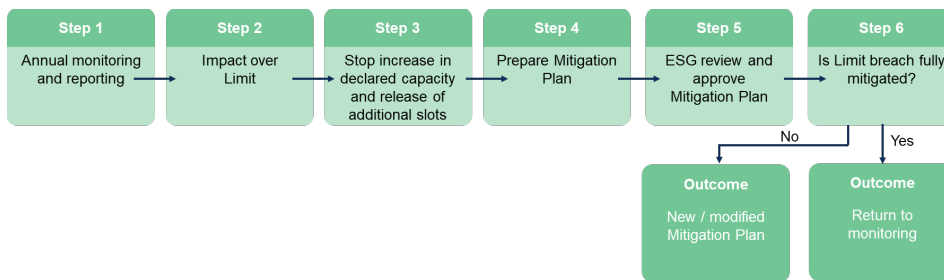 Step 1
Annual monitoring
and reporting
Step 2
Impact over
Limit
Step 3
Stop increase in
declared capacity
and release of
additional slots
Step 4
Prepare Mitigation
Plan
Step 5
ESG review and
approve
Mitigation Plan
Step 6
Is Limit breach fully
mitigated?
No
Yes
Outcome
New / modified
Mitigation Plan
Outcome
Return to
monitoring